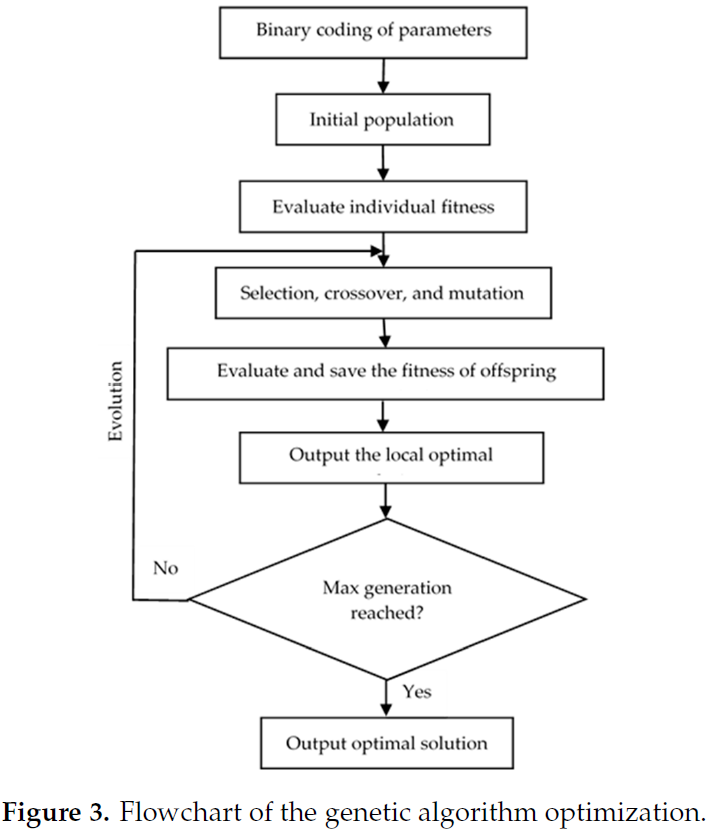 Binary coding of parameters
Initial population
Evaluate individual fitness
Selection, crossover, and mutation
Evaluate and save the fitness of offspring
Output the local optimal
Evolution
No
Max generation
reached?
Yes
Output optimal solution
Figure 3. Flowchart of the genetic algorithm optimization.